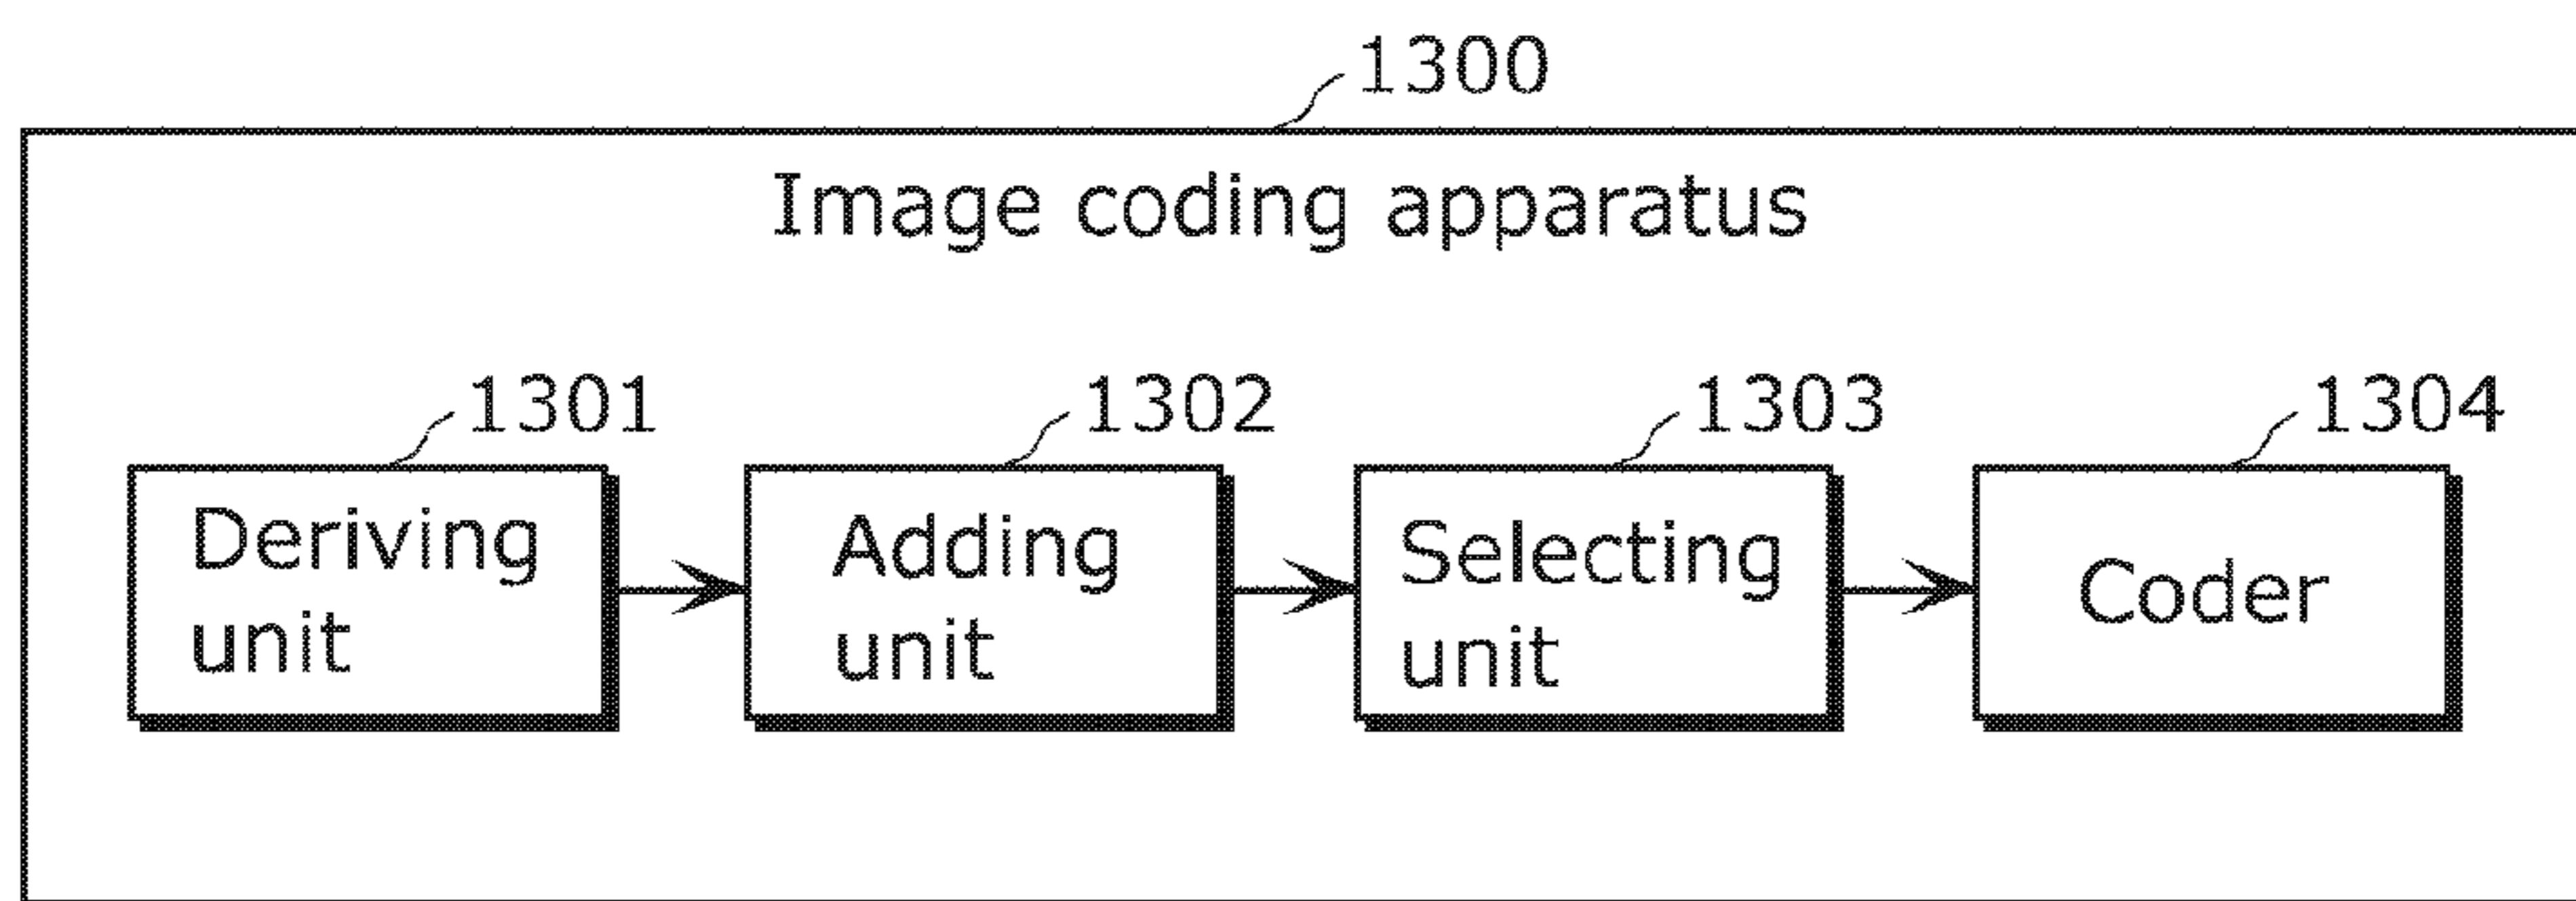 1300
Image coding apparatus
1301
1302
1303
1304
Deriving
unit
Adding
unit
Selecting
unit
Coder